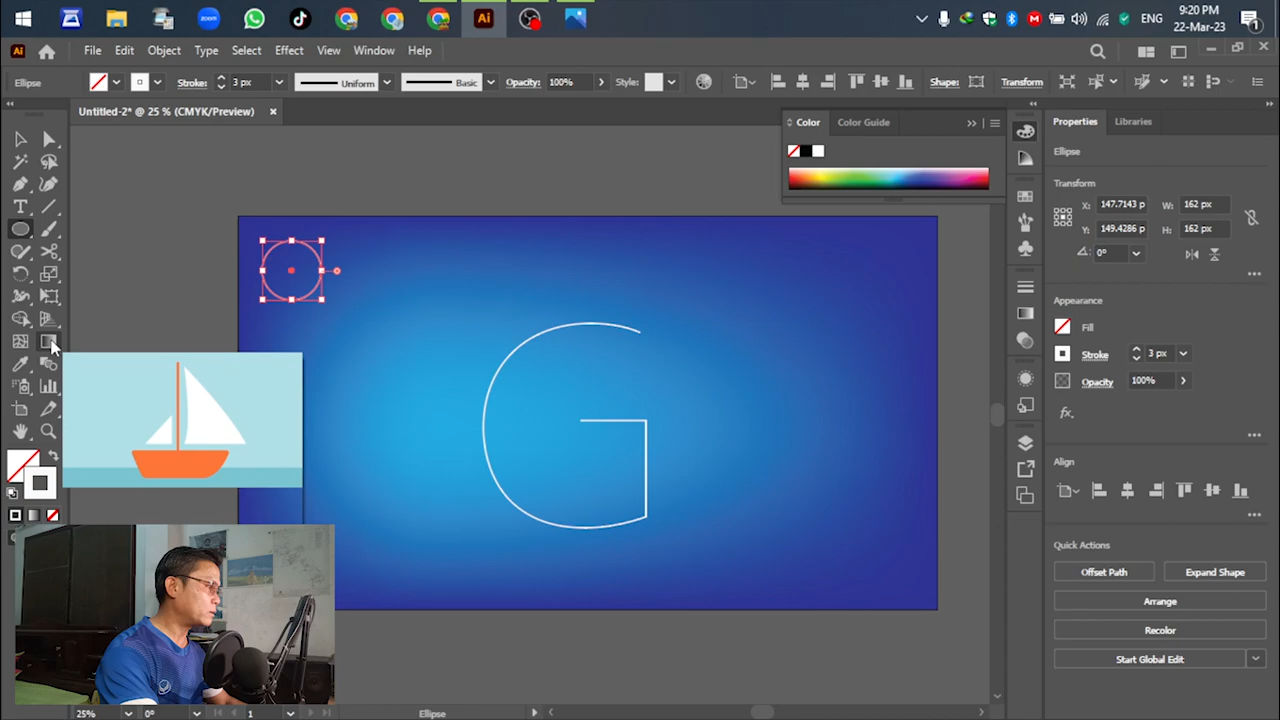 zoom
ENG
9:20 PM
22-Mar-23
1
Ai
File Edit Object Type Select Effect View Window Help
Ellipse
Stroke: 3 px Uniform Basic Opacity: 100% Style: Shape: Transform
Untitled-2* @ 25 % (CMYK/Preview)
Color Color Guide
Properties Libraries
Ellipse
Transform
X: 147.7143 p W: 162 px
Y: 149.4286 p H: 162 px
0°
Appearance
Fill
Stroke 3 px
Opacity 100%
fx.
Align
Quick Actions
Offset Path Expand Shape
Arrange
Recolor
Start Global Edit
G
25% 0° 1 Ellipse